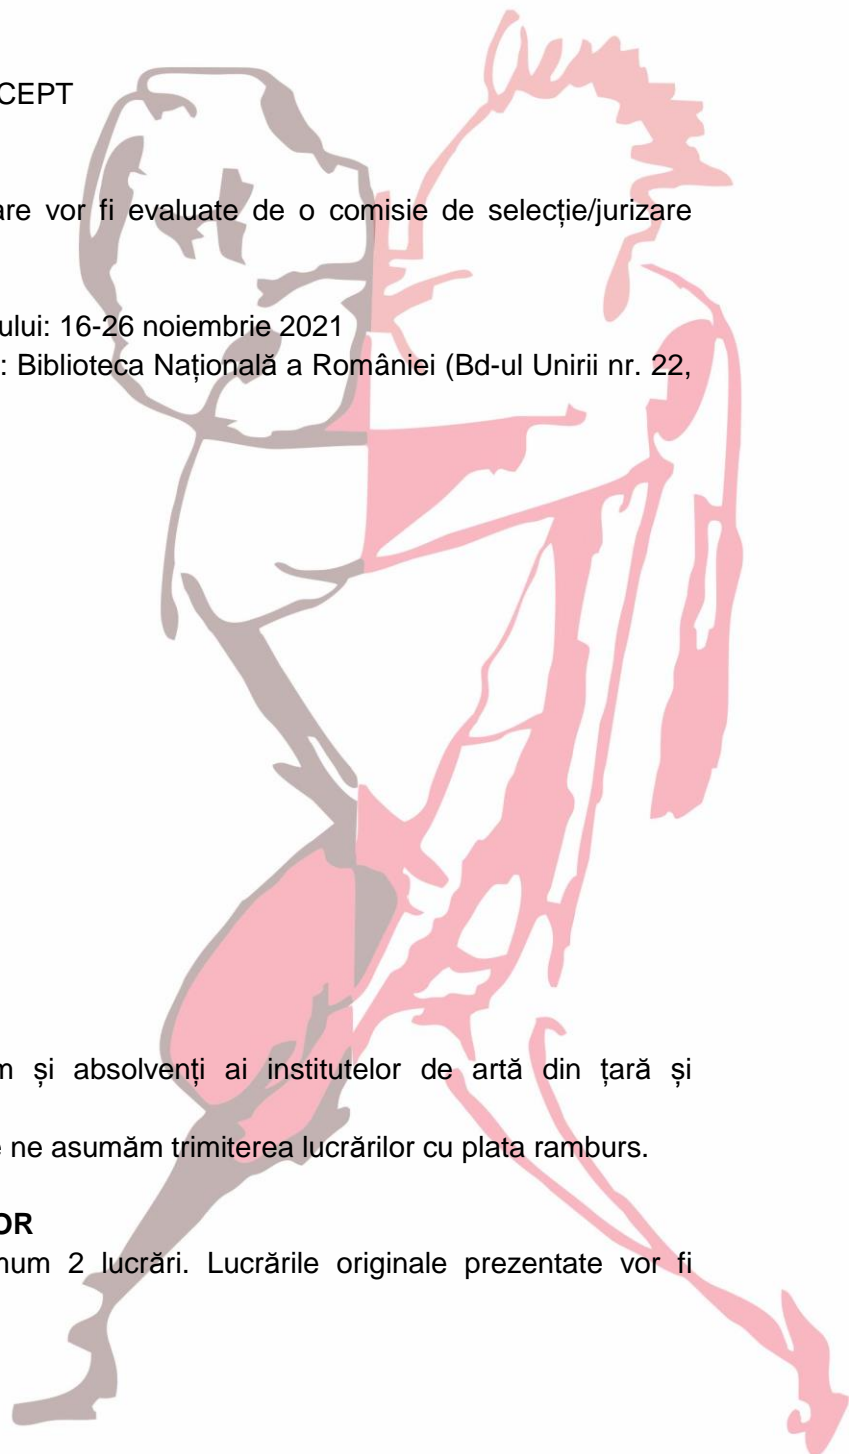 CEPT
are vor fi evaluate de o comisie de selecție/jurizare
ului: 16-26 noiembrie 2021
: Biblioteca Națională a României (Bd-ul Unirii nr. 22,
m și absolvenți ai institutelor de artă din țară și
e ne asumăm trimiterea lucrărilor cu plata ramburs.
OR
num 2 lucrări. Lucrările originale prezentate vor fi